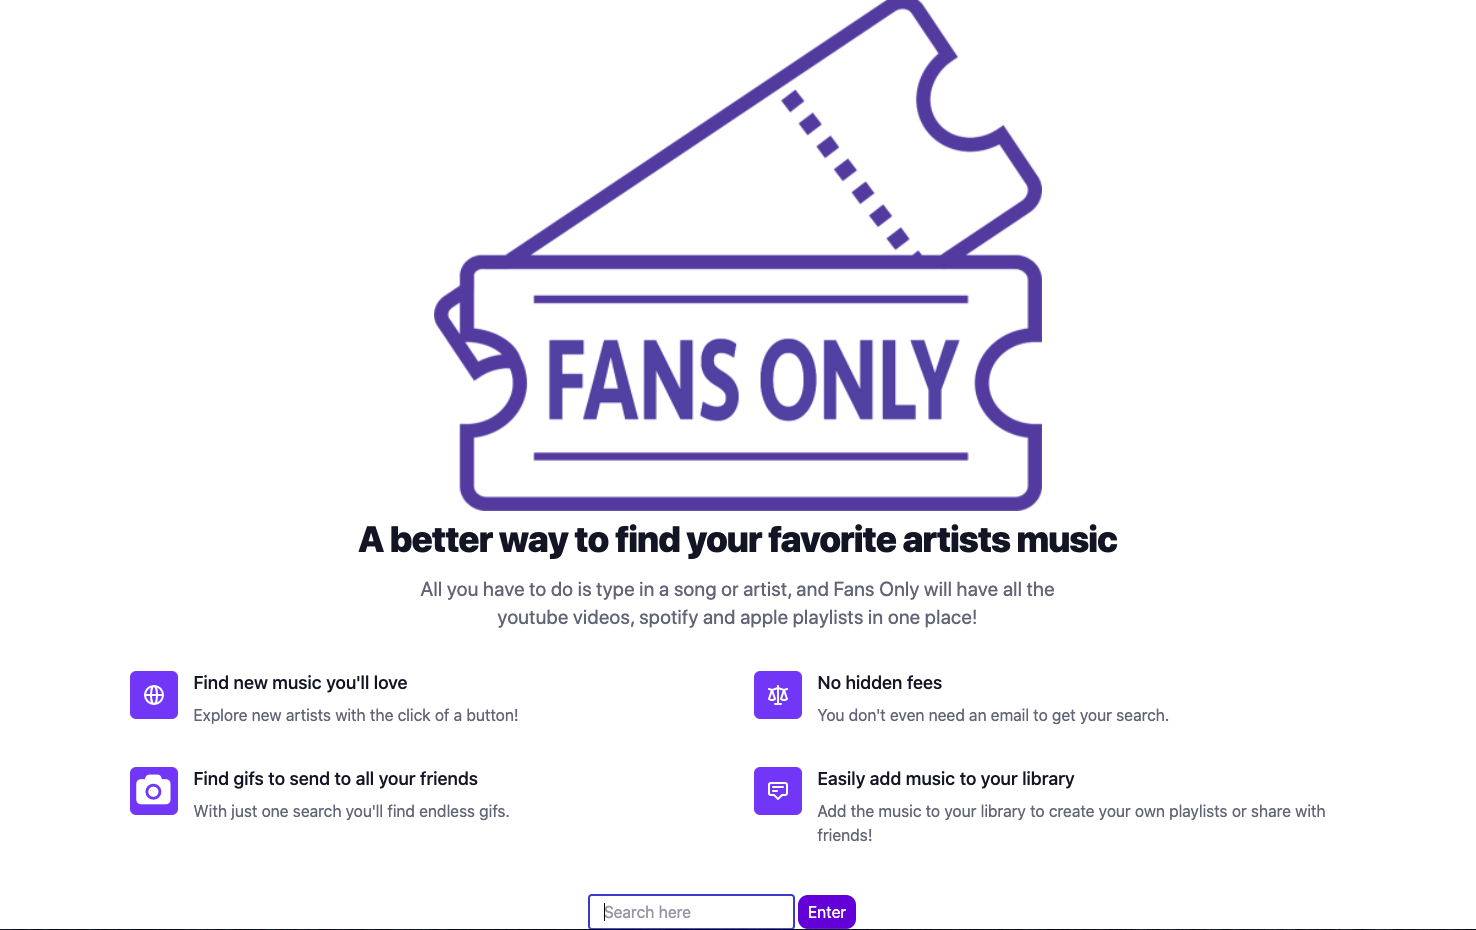 FANS ONLY
A better way to find your favorite artists music
All you have to do is type in a song or artist, and Fans Only will have all the
youtube videos, spotify and apple playlists in one place!
Find new music you'll love
Explore new artists with the click of a button!
No hidden fees
You don't even need an email to get your search.
Find gifs to send to all your friends
With just one search you'll find endless gifs.
Easily add music to your library
Add the music to your library to create your own playlists or share with
friends!
Search here
Enter